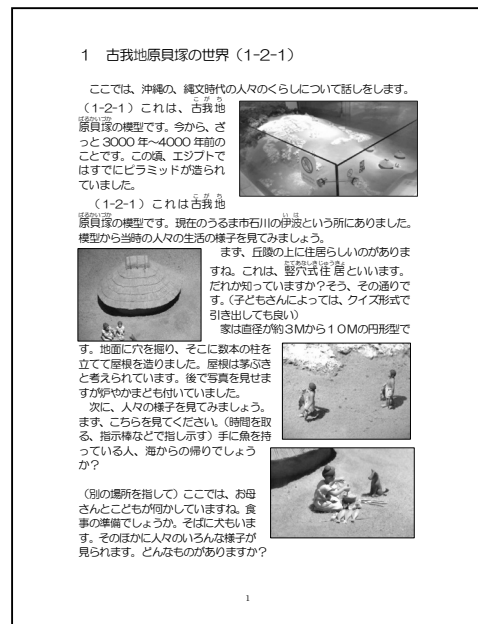 1 古我地原貝塚の世界（1-2-1）
ここでは、沖縄の、縄文時代の人々のくらしについて話しをします。
（1-2-1）これは、古我地
原貝塚の模型です。今から、ざ
っと3000年～4000年前の
ことです。この頃、エジプトで
はすでにピラミッドが造られ
ていました。
（1-2-1）これは古我地
原貝塚の模型です。現在のうるま市石川の伊波という所にありました。
模型から当時の人々の生活の様子を見てみましょう。
まず、丘陵の上に住居らしいのがありま
すね。これは、竪穴式住居といいます。
だれか知っていますか？そう、その通りで
す。（子どもさんによっては、クイズ形式で
引き出しても良い）
家は直径が約3Mから10Mの円形型で
す。地面に穴を掘り、そこに数本の柱を
立てて屋根を造りました。屋根は茅ぶき
と考えられています。後で写真を見せま
すが炉やかまども付いていました。
次に、人々の様子を見てみましょう。
まず、こちらを見てください。（時間を取
る、指示棒などで指し示す）手に魚を持
っている人、海からの帰りでしょう
か？
（別の場所を指して）ここでは、お母
さんとこどもが何かしていますね。食
事の準備でしょうか。そばに犬もいま
す。そのほかに人々のいろんな様子が
見られます。どんなものがありますか？
1